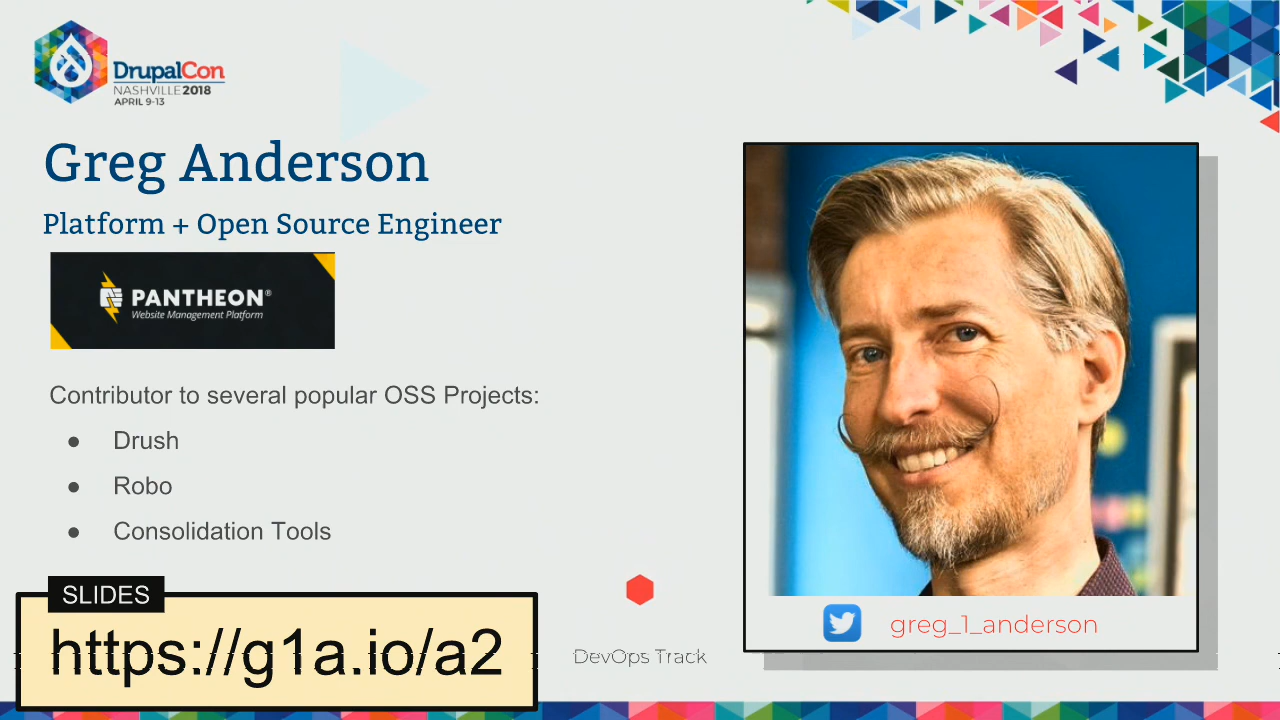 DrupalCon
NASHVILLE 2018
APRIL 9-13
Greg Anderson
Platform + Open Source Engineer
PANTHEON®
Website Management Platform
Contributor to several popular OSS Projects:
● Drush
● Robo
● Consolidation Tools
SLIDES
https://g1a.io/a2
DevOps Track
greg_1_anderson